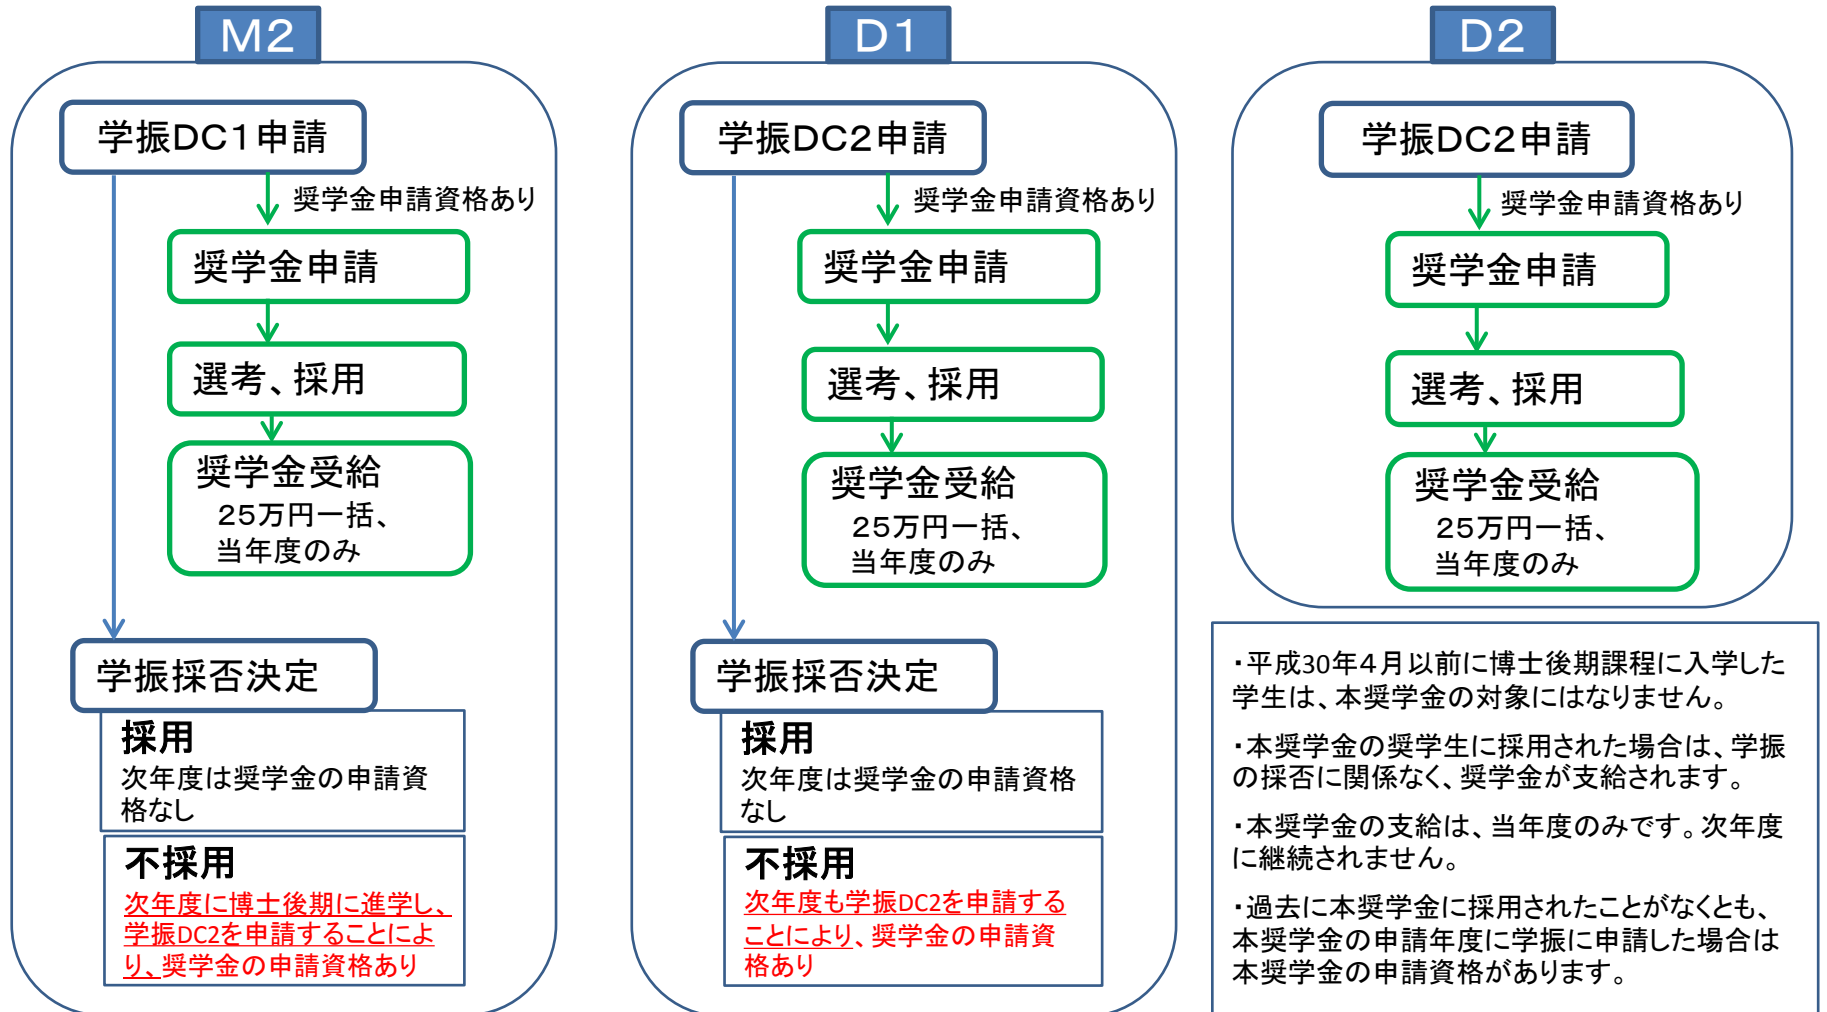 M2
学振DC1申請
奨学金申請資格あり
奨学金申請
選考、採用
奨学金受給
25万円一括、
当年度のみ
学振採否決定
採用
次年度は奨学金の申請資
格なし
不採用
次年度に博士後期に進学し、
学振DC2を申請することによ
り、奨学金の申請資格あり
D1
学振DC2申請
奨学金申請資格あり
奨学金申請
選考、採用
奨学金受給
25万円一括、
当年度のみ
学振採否決定
採用
次年度は奨学金の申請資格
なし
不採用
次年度も学振DC2を申請する
ことにより、奨学金の申請資
格あり
D2
学振DC2申請
奨学金申請資格あり
奨学金申請
選考、採用
奨学金受給
25万円一括、
当年度のみ
・平成30年4月以前に博士後期課程に入学した
学生は、本奨学金の対象にはなりません。
・本奨学金の奨学生に採用された場合は、学振
の採否に関係なく、奨学金が支給されます。
・本奨学金の支給は、当年度のみです。次年度
に継続されません。
・過去に本奨学金に採用されたことがなくとも、
本奨学金の申請年度に学振に申請した場合は
本奨学金の申請資格があります。